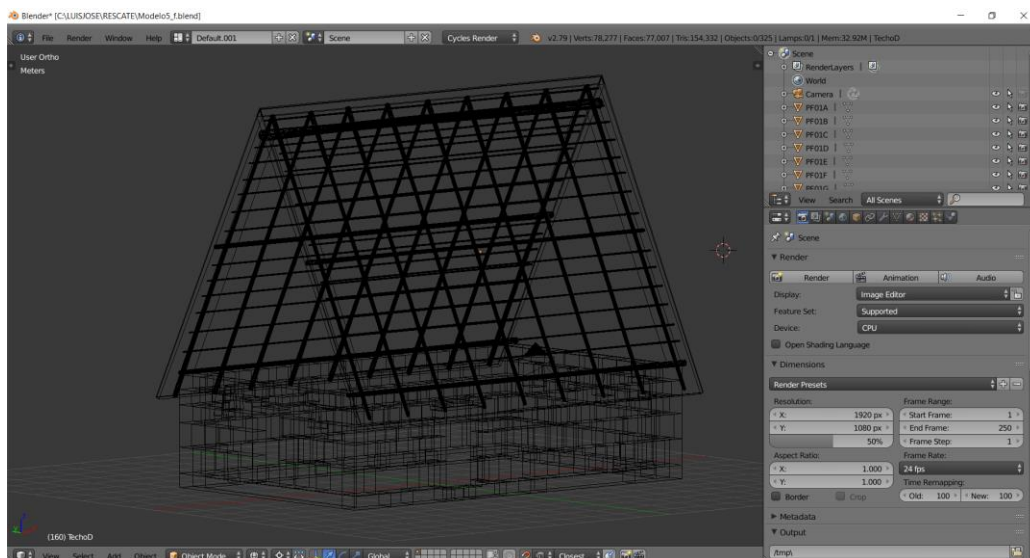 Blender* [C:\LUISJOSE\RESCATE\Modelo5_f.blend]
File Render Window Help Default.001 Scene Cycles Render v2.79 | Verts:78,277 | Faces:77,007 | Tris:154,332 | Objects:0/325 | Lamps:0/1 | Mem:32.92M | TechoD
User Ortho
Meters
Scene
RenderLayers |
World
Camera |
PF01A |
PF01B |
PF01C |
PF01D |
PF01E |
PF01F |
PF01G |
View Search All Scenes
Scene
Render
Render Animation Audio
Display: Image Editor
Feature Set: Supported
Device: CPU
Open Shading Language
Dimensions
Render Presets
Resolution: Frame Range:
X: 1920 px Start Frame: 1
Y: 1080 px End Frame: 250
50% Frame Step: 1
Aspect Ratio: Frame Rate:
X: 1.000 24 fps
Y: 1.000 Time Remapping:
Border Crop Old: 100 New: 100
Metadata
Output
/tmp\
(160) TechoD
View Select Add Object Object Mode Global Closest